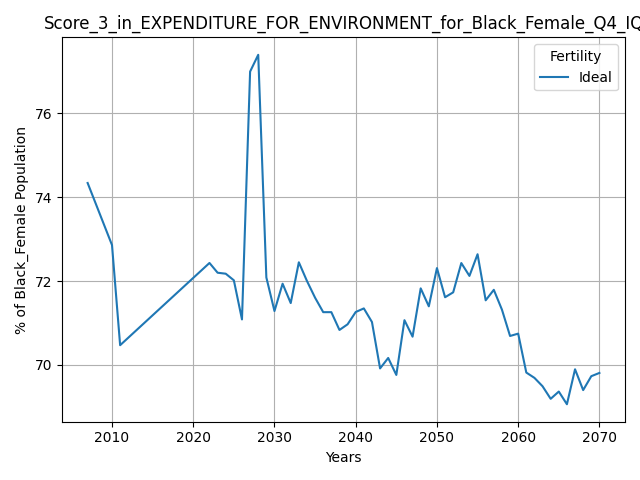 Score_3_in_EXPENDITURE_FOR_ENVIRONMENT_for_Black_Female_Q4_IQ
Fertility
Ideal
% of Black_Female Population
76
74
72
70
2010 2020 2030 2040 2050 2060 2070
Years